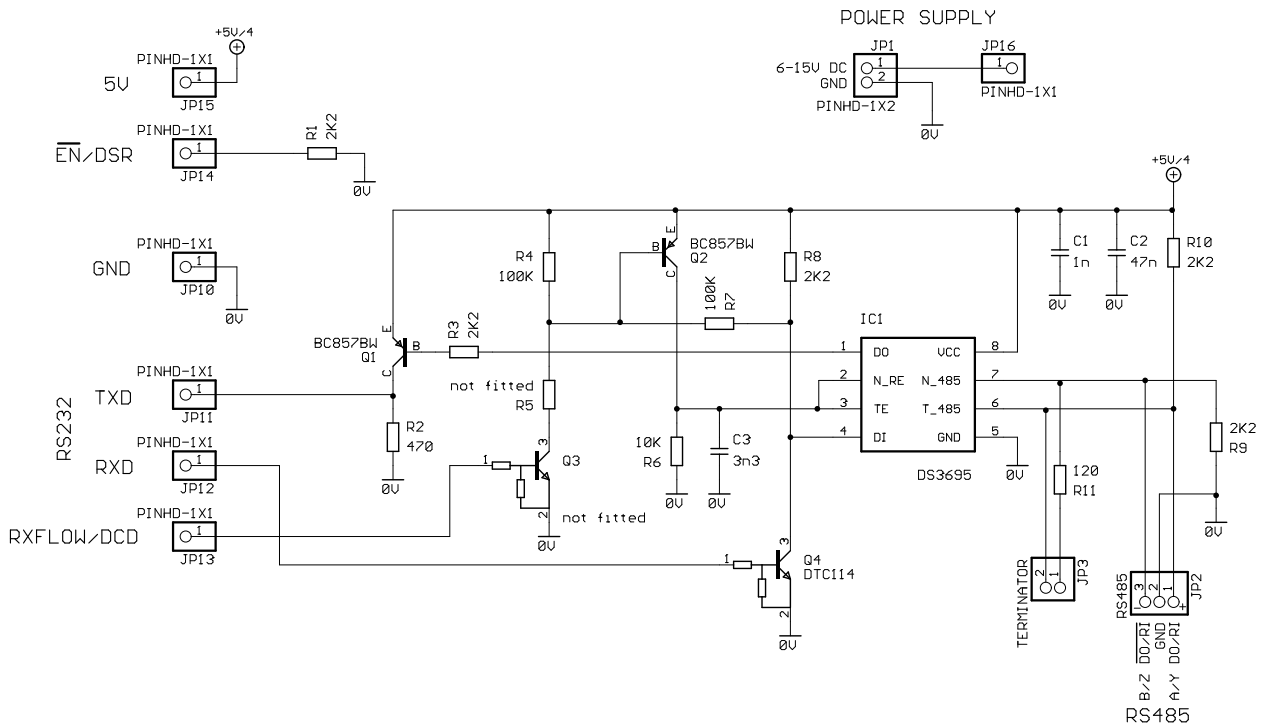 POWER SUPPLY
+5V/4
PINHD-1X1
5V
1
JP15
JP1
6-15V DC
1
GND
2
PINHD-1X2
0V
JP16
1
PINHD-1X1
PINHD-1X1
EN/DSR
1
JP14
R1
2K2
0V
+5V/4
PINHD-1X1
GND
1
JP10
0V
R4
100K
E
B
C
BC857BW
Q2
R8
2K2
100K
R7
C1
1n
0V
C2
47n
0V
R10
2K2
BC857BW
Q1
E
B
C
R3
2K2
IC1
1
DO
VCC
8
2
N_RE
N_485
7
3
TE
T_485
6
4
DI
GND
5
DS3695
0V
RS232
PINHD-1X1
TXD
1
JP11
R2
470
0V
not fitted
R5
10K
R6
0V
C3
3n3
0V
2K2
R9
0V
PINHD-1X1
RXD
1
JP12
1
3
Q3
2
not fitted
0V
120
R11
PINHD-1X1
RXFLOW/DCD
1
JP13
1
3
Q4
DTC114
2
0V
TERMINATOR
2
1
JP3
RS485
3
2
1
-
+
JP2
B/Z DO/RI
GND
A/Y DO/RI
RS485